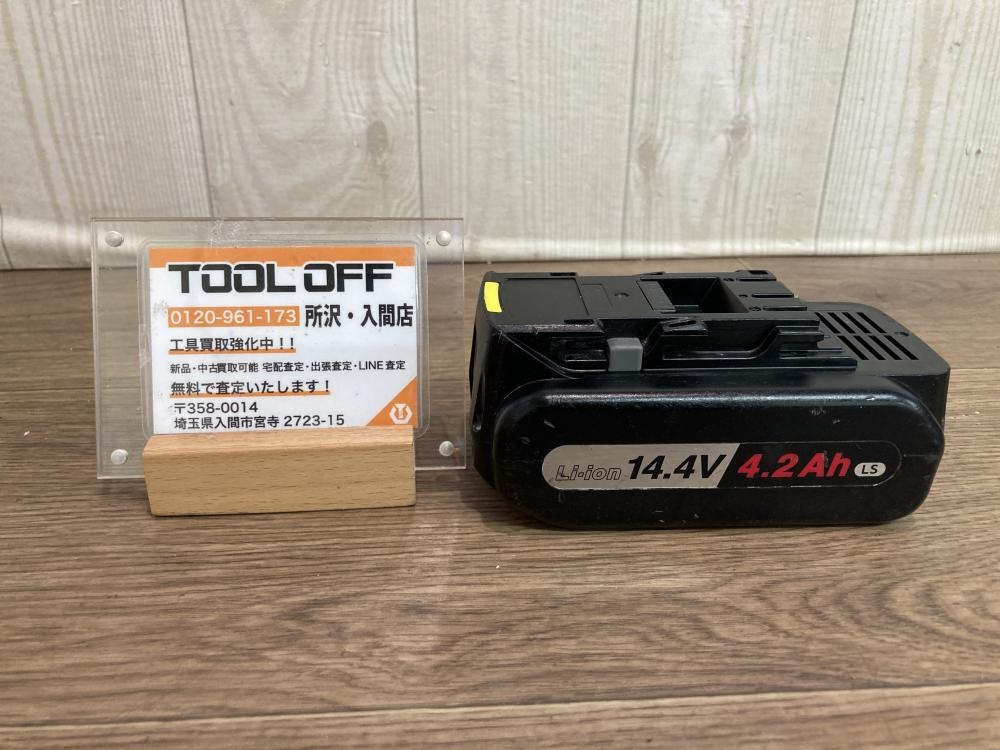 TOOL OFF
0120-961-173 所沢・入間店
工具買取強化中！！
新品・中古買取可能 宅配査定・出張査定・LINE査定
無料で査定いたします！
〒358-0014
埼玉県入間市宮寺 2723-15
Li-ion 14.4V 4.2Ah LS